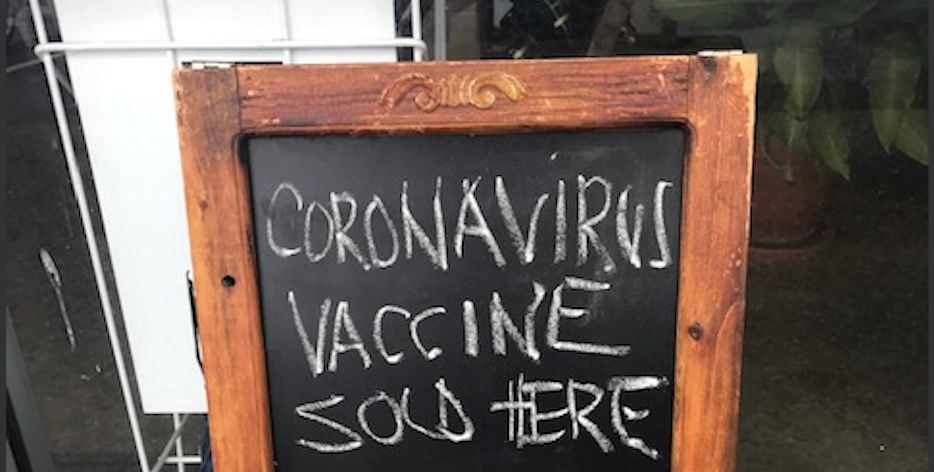 CORONAVIRUS
VACCINE
SOLD HERE